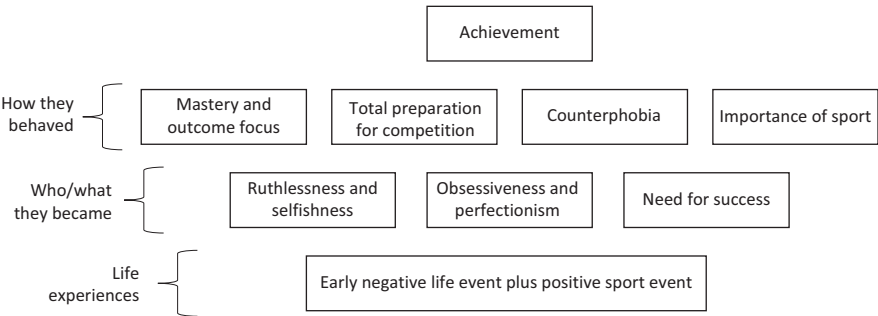 Achievement
How they
behaved
Mastery and
outcome focus
Total preparation
for competition
Counterphobia
Importance of sport
Who/what
they became
Ruthlessness and
selfishness
Obsessiveness and
perfectionism
Need for success
Life
experiences
Early negative life event plus positive sport event